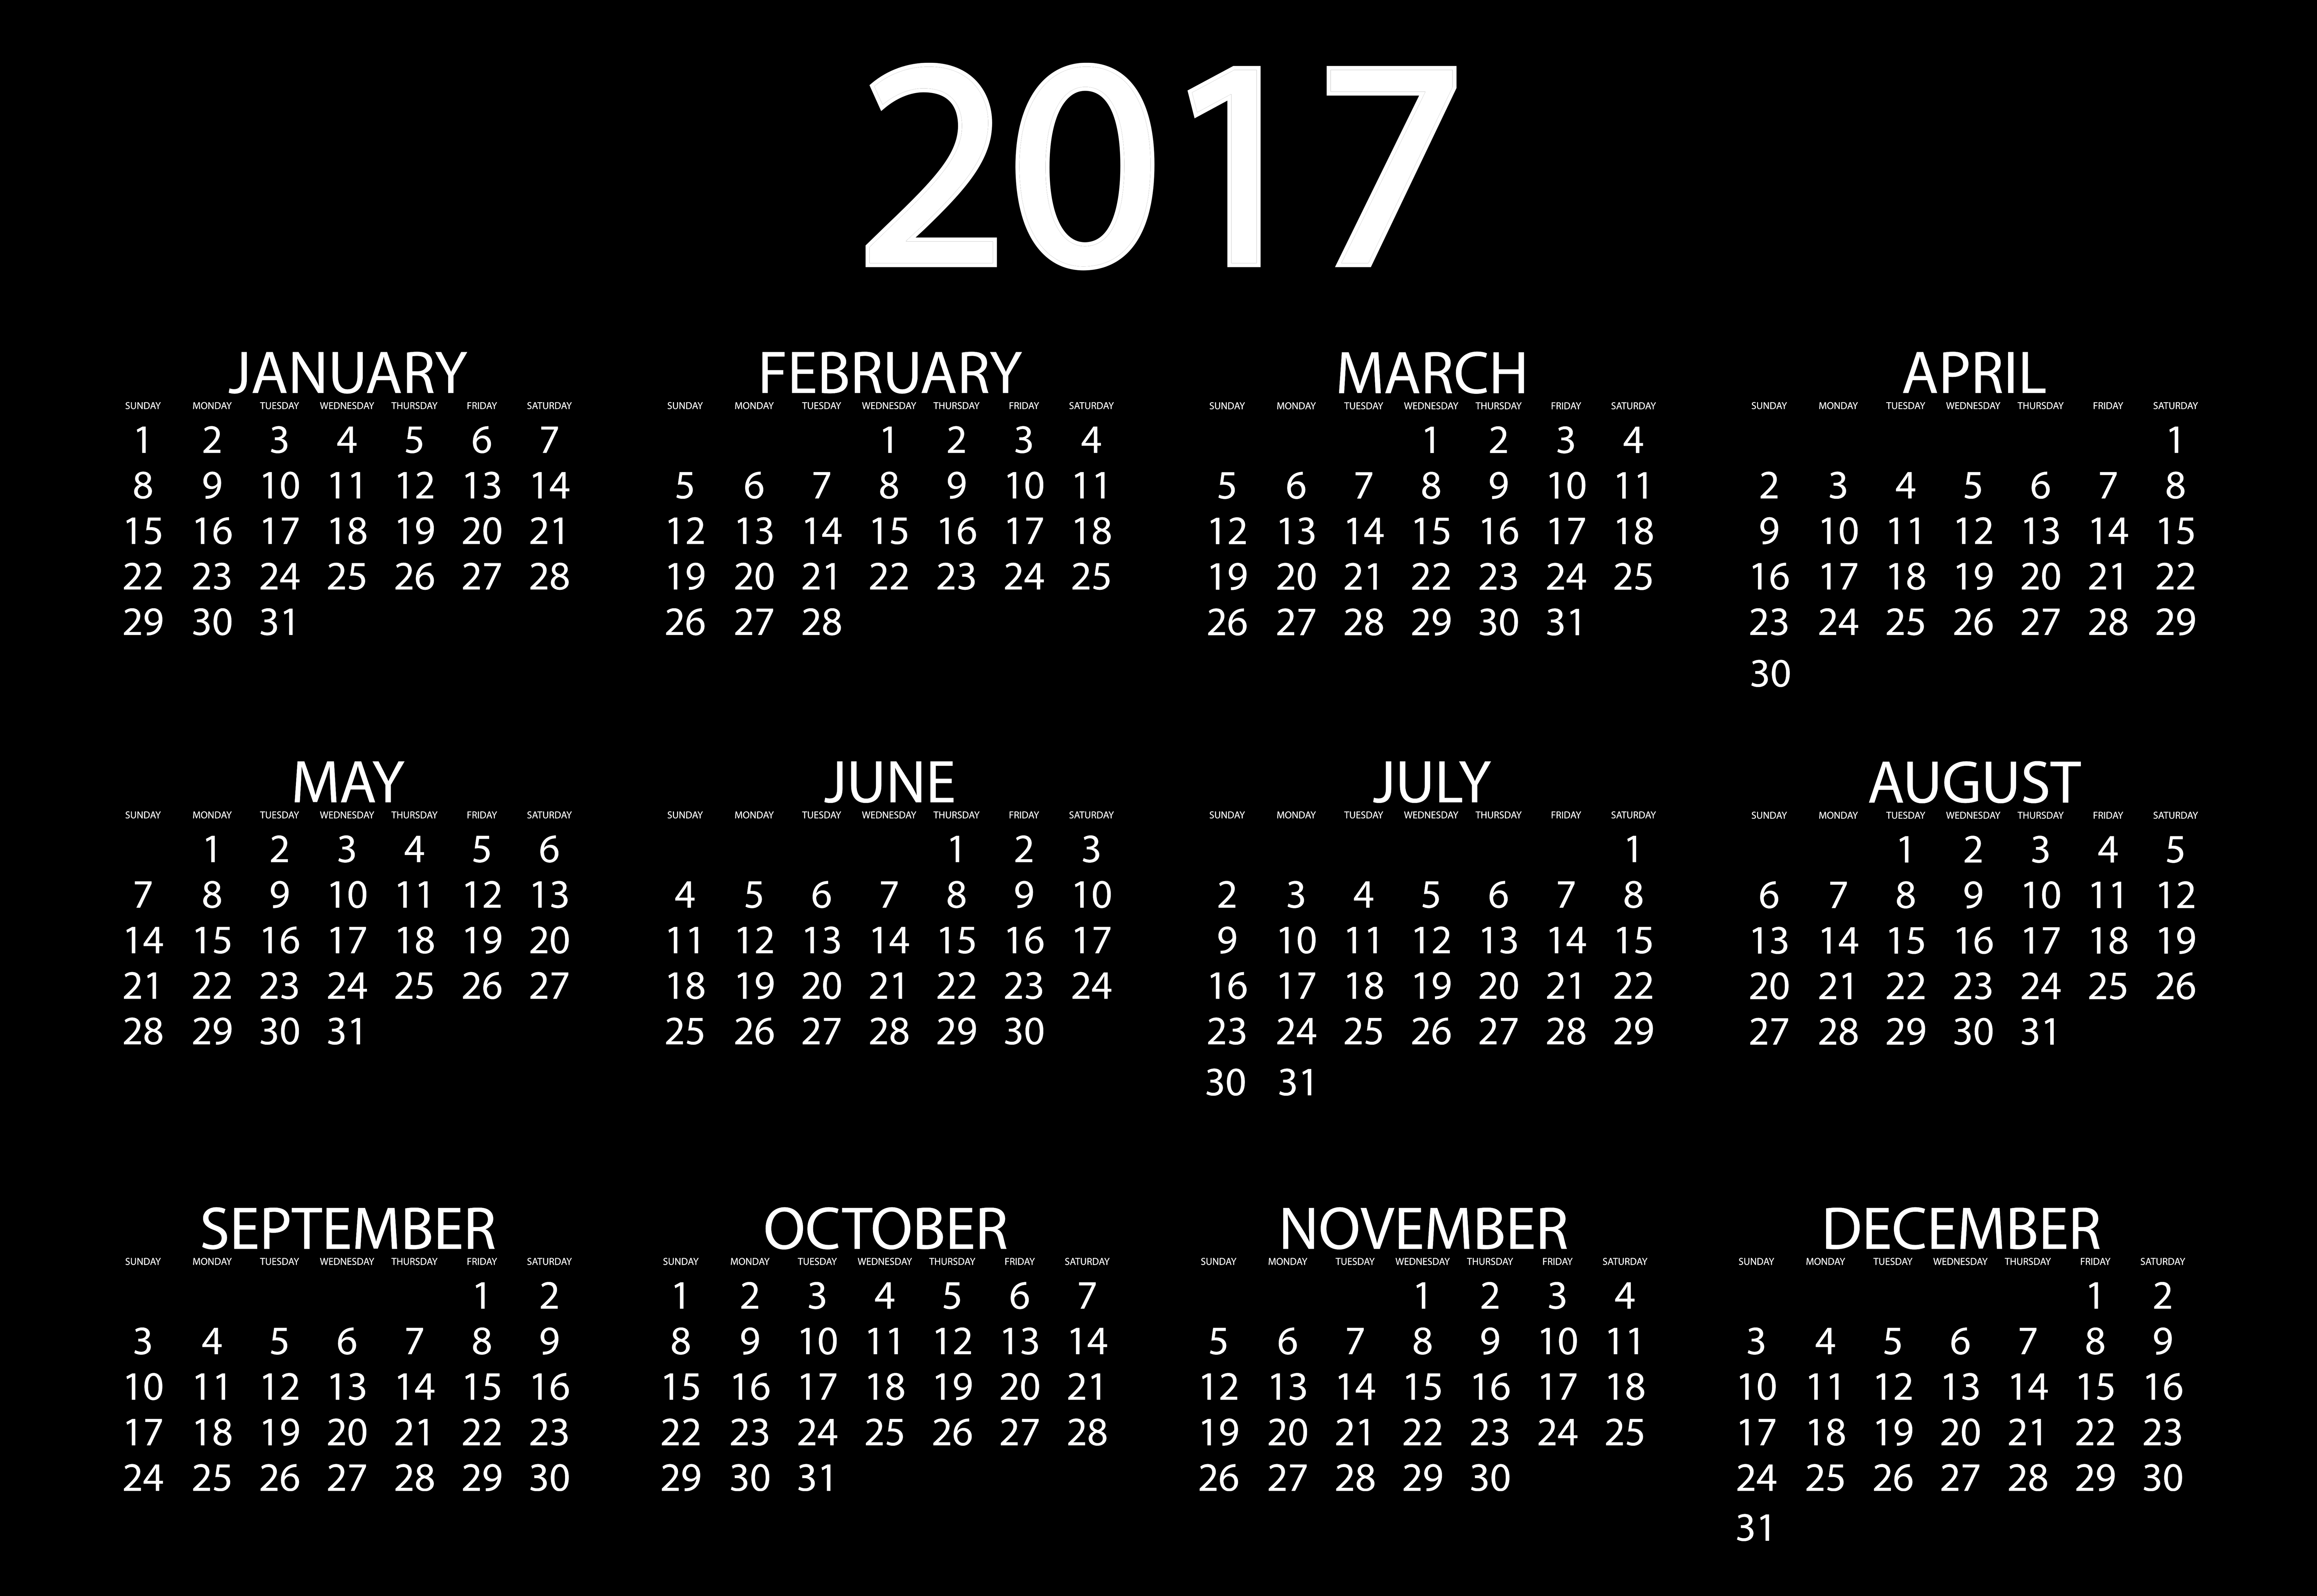 2017
JANUARY
SUNDAY MONDAY TUESDAY WEDNESDAY THURSDAY FRIDAY SATURDAY
1 2 3 4 5 6 7
8 9 10 11 12 13 14
15 16 17 18 19 20 21
22 23 24 25 26 27 28
29 30 31
FEBRUARY
SUNDAY MONDAY TUESDAY WEDNESDAY THURSDAY FRIDAY SATURDAY
1 2 3 4
5 6 7 8 9 10 11
12 13 14 15 16 17 18
19 20 21 22 23 24 25
26 27 28
MARCH
SUNDAY MONDAY TUESDAY WEDNESDAY THURSDAY FRIDAY SATURDAY
1 2 3 4
5 6 7 8 9 10 11
12 13 14 15 16 17 18
19 20 21 22 23 24 25
26 27 28 29 30 31
APRIL
SUNDAY MONDAY TUESDAY WEDNESDAY THURSDAY FRIDAY SATURDAY
1
2 3 4 5 6 7 8
9 10 11 12 13 14 15
16 17 18 19 20 21 22
23 24 25 26 27 28 29
30
MAY
SUNDAY MONDAY TUESDAY WEDNESDAY THURSDAY FRIDAY SATURDAY
1 2 3 4 5 6
7 8 9 10 11 12 13
14 15 16 17 18 19 20
21 22 23 24 25 26 27
28 29 30 31
JUNE
SUNDAY MONDAY TUESDAY WEDNESDAY THURSDAY FRIDAY SATURDAY
1 2 3
4 5 6 7 8 9 10
11 12 13 14 15 16 17
18 19 20 21 22 23 24
25 26 27 28 29 30
JULY
SUNDAY MONDAY TUESDAY WEDNESDAY THURSDAY FRIDAY SATURDAY
1
2 3 4 5 6 7 8
9 10 11 12 13 14 15
16 17 18 19 20 21 22
23 24 25 26 27 28 29
30 31
AUGUST
SUNDAY MONDAY TUESDAY WEDNESDAY THURSDAY FRIDAY SATURDAY
1 2 3 4 5
6 7 8 9 10 11 12
13 14 15 16 17 18 19
20 21 22 23 24 25 26
27 28 29 30 31
SEPTEMBER
SUNDAY MONDAY TUESDAY WEDNESDAY THURSDAY FRIDAY SATURDAY
1 2
3 4 5 6 7 8 9
10 11 12 13 14 15 16
17 18 19 20 21 22 23
24 25 26 27 28 29 30
OCTOBER
SUNDAY MONDAY TUESDAY WEDNESDAY THURSDAY FRIDAY SATURDAY
1 2 3 4 5 6 7
8 9 10 11 12 13 14
15 16 17 18 19 20 21
22 23 24 25 26 27 28
29 30 31
NOVEMBER
SUNDAY MONDAY TUESDAY WEDNESDAY THURSDAY FRIDAY SATURDAY
1 2 3 4
5 6 7 8 9 10 11
12 13 14 15 16 17 18
19 20 21 22 23 24 25
26 27 28 29 30
DECEMBER
SUNDAY MONDAY TUESDAY WEDNESDAY THURSDAY FRIDAY SATURDAY
1 2
3 4 5 6 7 8 9
10 11 12 13 14 15 16
17 18 19 20 21 22 23
24 25 26 27 28 29 30
31